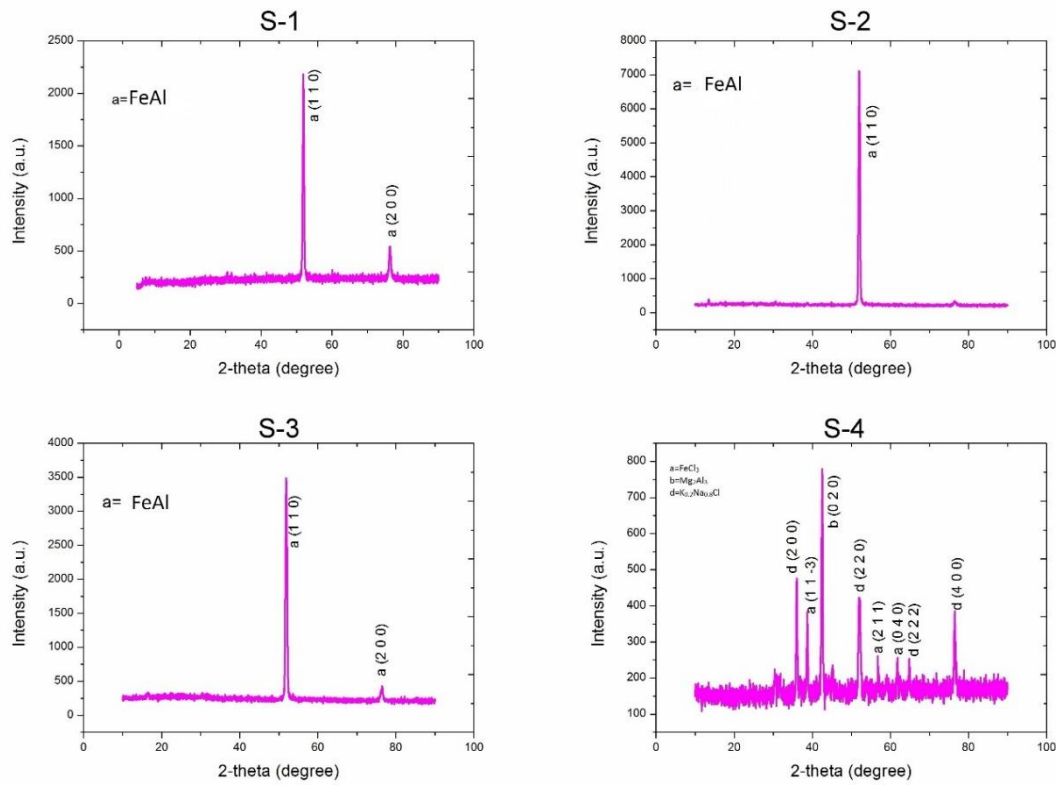 S-1
2500
2000
1500
1000
500
0
Intensity (a.u.)
a=FeAl
a (1 1 0)
a (2 0 0)
0 20 40 60 80 100
2-theta (degree)
S-2
8000
7000
6000
5000
4000
3000
2000
1000
0
Intensity (a.u.)
a= FeAl
a (1 1 0)
0 20 40 60 80 100
2-theta (degree)
S-3
4000
3500
3000
2500
2000
1500
1000
500
0
Intensity (a.u.)
a= FeAl
a (1 1 0)
a (2 0 0)
0 20 40 60 80 100
2-theta (degree)
S-4
800
700
600
500
400
300
200
100
Intensity (a.u.)
a=FeCl₃
b=Mg₂Al₃
d=K₀.₂Na₀.₈Cl
d (2 0 0)
a (1 1 -3)
b (0 2 0)
d (2 2 0)
a (2 1 1)
a (0 4 0)
d (2 2 2)
d (4 0 0)
0 20 40 60 80 100
2-theta (degree)